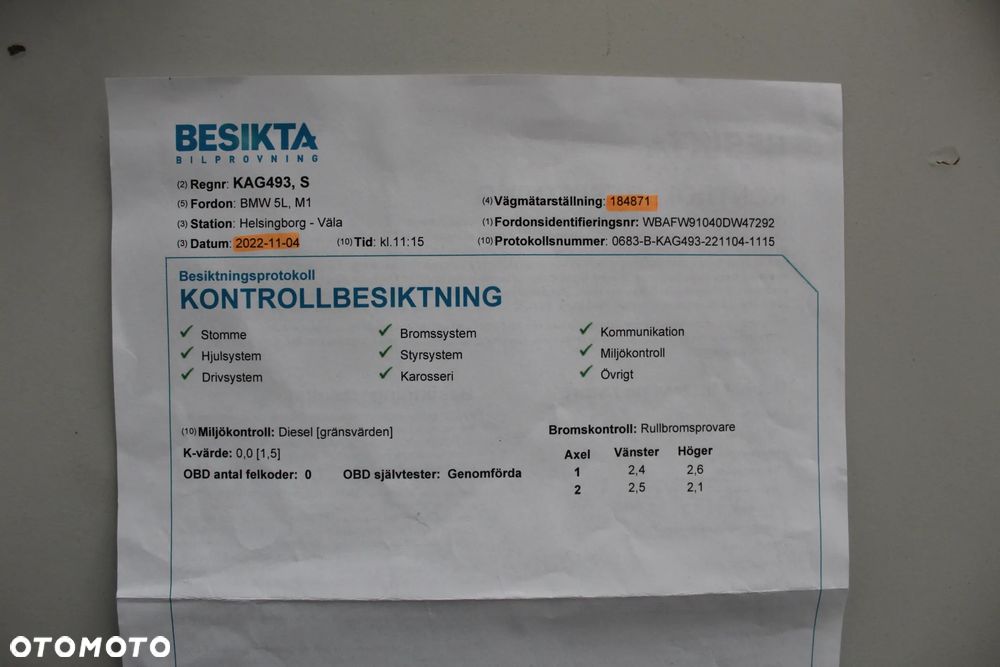 BESIKTA
BILPROVNING
(2) Regnr: KAG493, S
(5) Fordon: BMW 5L, M1
(4) Vägmätarställning: 184871
(3) Station: Helsingborg - Väla
(1) Fordonsidentifieringsnr: WBAFW91040DW47292
(3) Datum: 2022-11-04 (10) Tid: kl.11:15
(10) Protokollsnummer: 0683-B-KAG493-221104-1115
Besiktningsprotokoll
KONTROLLBESIKTNING
✓ Stomme ✓ Bromssystem ✓ Kommunikation
✓ Hjulsystem ✓ Styrsystem ✓ Miljökontroll
✓ Drivsystem ✓ Karosseri ✓ Övrigt
(10) Miljökontroll: Diesel [gränsvärden]
K-värde: 0,0 [1,5]
OBD antal felkoder: 0 OBD självtester: Genomförda
Bromskontroll: Rullbromsprovare
Axel Vänster Höger
1 2,4 2,6
2 2,5 2,1
OTOMOTO